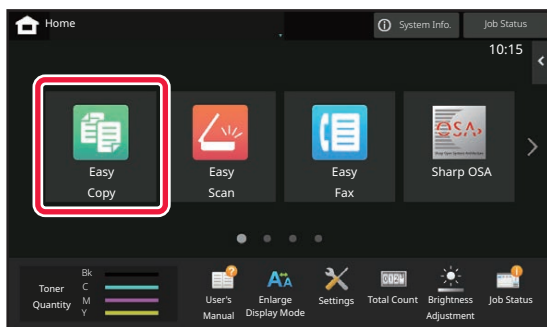 Home
System Info.
Job Status
10:15
Easy
Copy
Easy
Scan
Easy
Fax
OSA
Sharp OSA
Toner
Quantity
Bk
C
M
Y
User's
Manual
Enlarge
Display Mode
Settings
Total Count
Brightness
Adjustment
Job Status